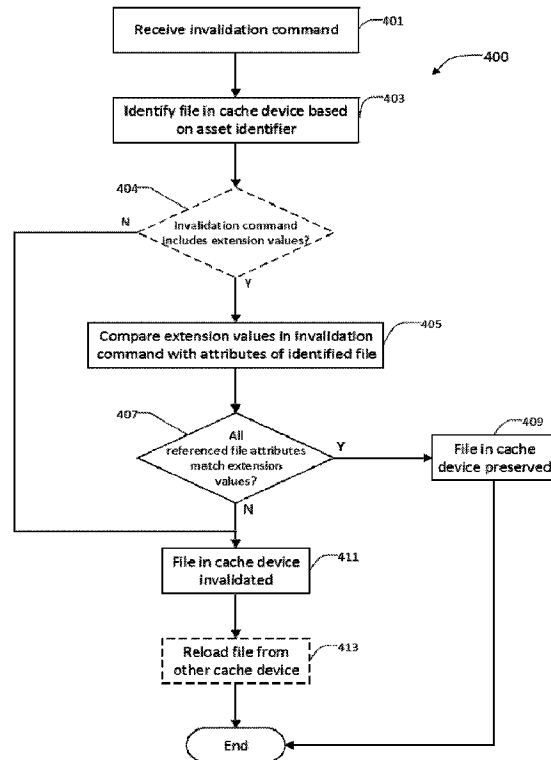 Receive invalidation command
401
400
Identify file in cache device based
on asset identifier
403
404
N
Invalidation command
includes extension values?
Y
Compare extension values in invalidation
command with attributes of identified file
405
407
All
referenced file attributes
match extension
values?
Y
409
File in cache
device preserved
N
File in cache device
invalidated
411
Reload file from
other cache device
413
End